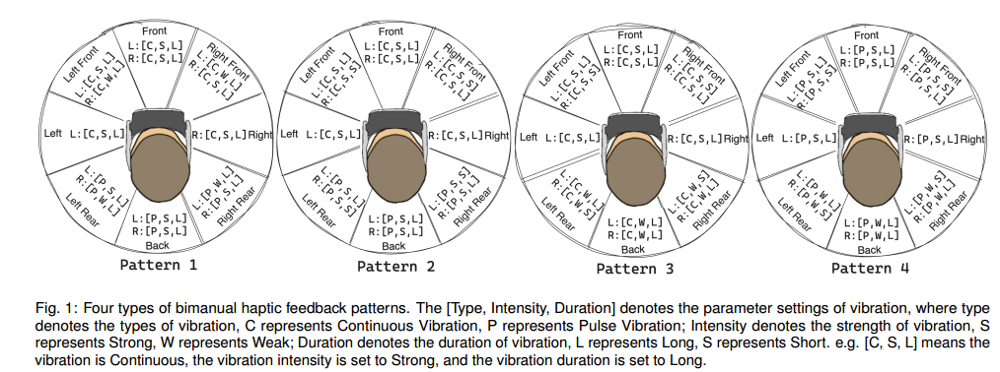 Front
L:[C,S,L]
R:[C,S,L]
Left Front
L:[C,S,L]
R:[C,W,L]
Right Front
L:[C,W,L]
R:[C,S,L]
Left L:[C,S,L]
R:[C,S,L] Right
L:[P,S,L]
R:[P,W,L]
Left Rear
L:[P,W,L]
R:[P,S,L]
Right Rear
L:[P,S,L]
R:[P,S,L]
Back
Pattern 1
Front
L:[C,S,L]
R:[C,S,L]
Left Front
L:[C,S,L]
R:[C,S,S]
Right Front
L:[C,S,S]
R:[C,S,L]
Left L:[C,S,L]
R:[C,S,L] Right
L:[P,S,L]
R:[P,S,S]
Left Rear
L:[P,S,S]
R:[P,S,L]
Right Rear
L:[P,S,L]
R:[P,S,L]
Back
Pattern 2
Front
L:[C,S,L]
R:[C,S,L]
Left Front
L:[C,S,L]
R:[C,S,S]
Right Front
L:[C,S,S]
R:[C,S,L]
Left L:[C,S,L]
R:[C,S,L] Right
L:[C,W,L]
R:[C,W,S]
Left Rear
L:[C,W,S]
R:[C,W,L]
Right Rear
L:[C,W,L]
R:[C,W,L]
Back
Pattern 3
Front
L:[P,S,L]
R:[P,S,L]
Left Front
L:[P,S,L]
R:[P,S,S]
Right Front
L:[P,S,S]
R:[P,S,L]
Left L:[P,S,L]
R:[P,S,L] Right
L:[P,W,L]
R:[P,W,S]
Left Rear
L:[P,W,S]
R:[P,W,L]
Right Rear
L:[P,W,L]
R:[P,W,L]
Back
Pattern 4
Fig. 1: Four types of bimanual haptic feedback patterns. The [Type, Intensity, Duration] denotes the parameter settings of vibration, where type
denotes the types of vibration, C represents Continuous Vibration, P represents Pulse Vibration; Intensity denotes the strength of vibration, S
represents Strong, W represents Weak; Duration denotes the duration of vibration, L represents Long, S represents Short. e.g. [C, S, L] means the
vibration is Continuous, the vibration intensity is set to Strong, and the vibration duration is set to Long.